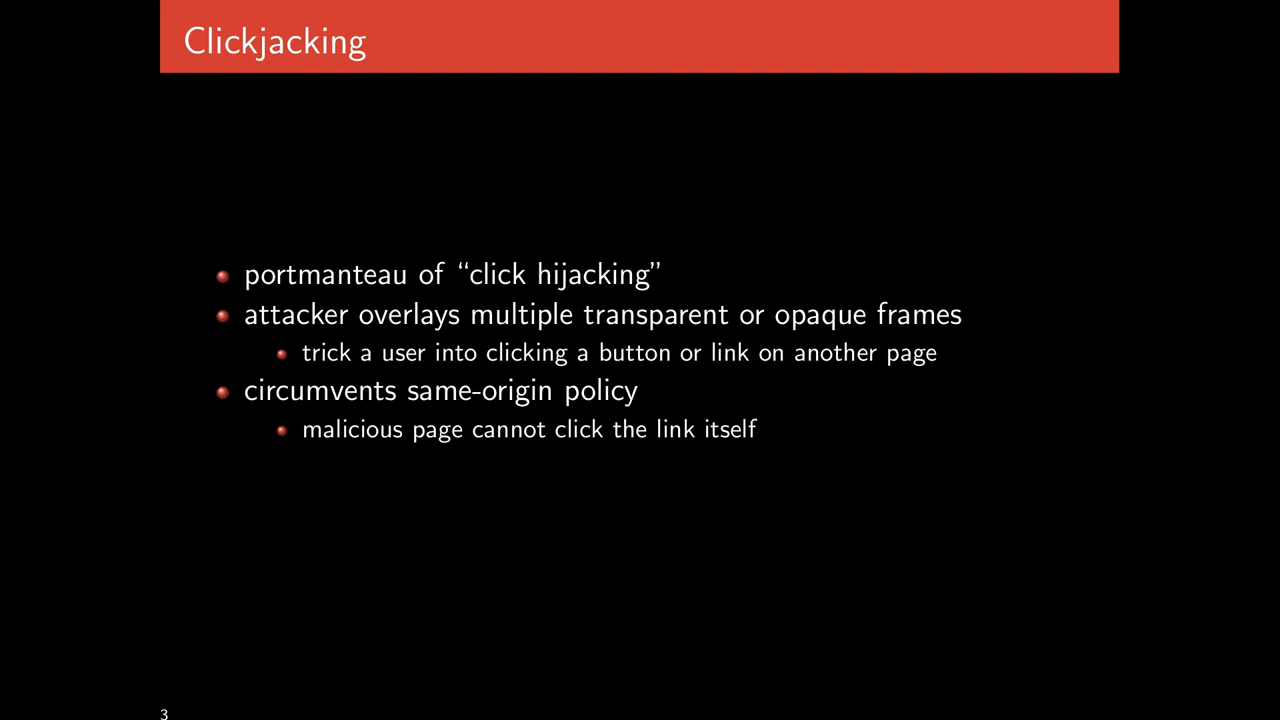 Clickjacking
portmanteau of “click hijacking”
attacker overlays multiple transparent or opaque frames
trick a user into clicking a button or link on another page
circumvents same-origin policy
malicious page cannot click the link itself
3